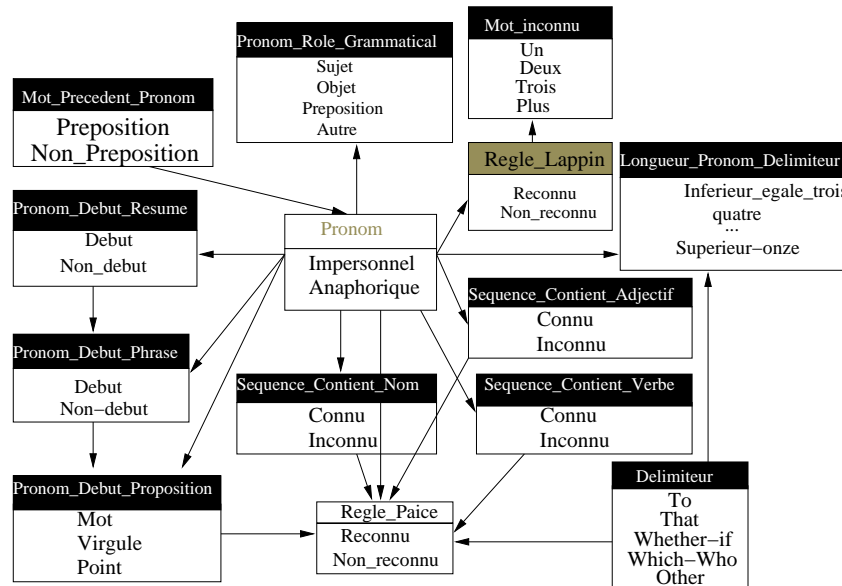 Mot_Precedent_Pronom
Preposition
Non_Preposition
Pronom_Role_Grammatical
Sujet
Objet
Preposition
Autre
Mot_inconnu
Un
Deux
Trois
Plus
Regle_Lappin
Reconnu
Non_reconnu
Longueur_Pronom_Delimiteur
Inferieur_egale_trois
quatre
...
Superieur-onze
Pronom_Debut_Resume
Debut
Non_debut
Pronom
Impersonnel
Anaphorique
Sequence_Contient_Adjectif
Connu
Inconnu
Pronom_Debut_Phrase
Debut
Non-debut
Sequence_Contient_Nom
Connu
Inconnu
Sequence_Contient_Verbe
Connu
Inconnu
Pronom_Debut_Proposition
Mot
Virgule
Point
Regle_Paice
Reconnu
Non_reconnu
Delimiteur
To
That
Whether-if
Which-Who
Other